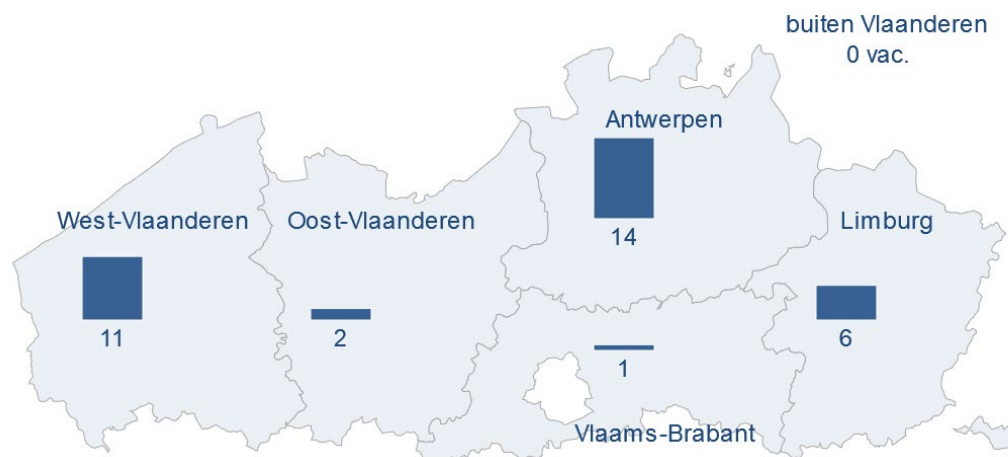 buiten Vlaanderen
0 vac.
Antwerpen
14
West-Vlaanderen
11
Oost-Vlaanderen
2
Limburg
6
1
Vlaams-Brabant